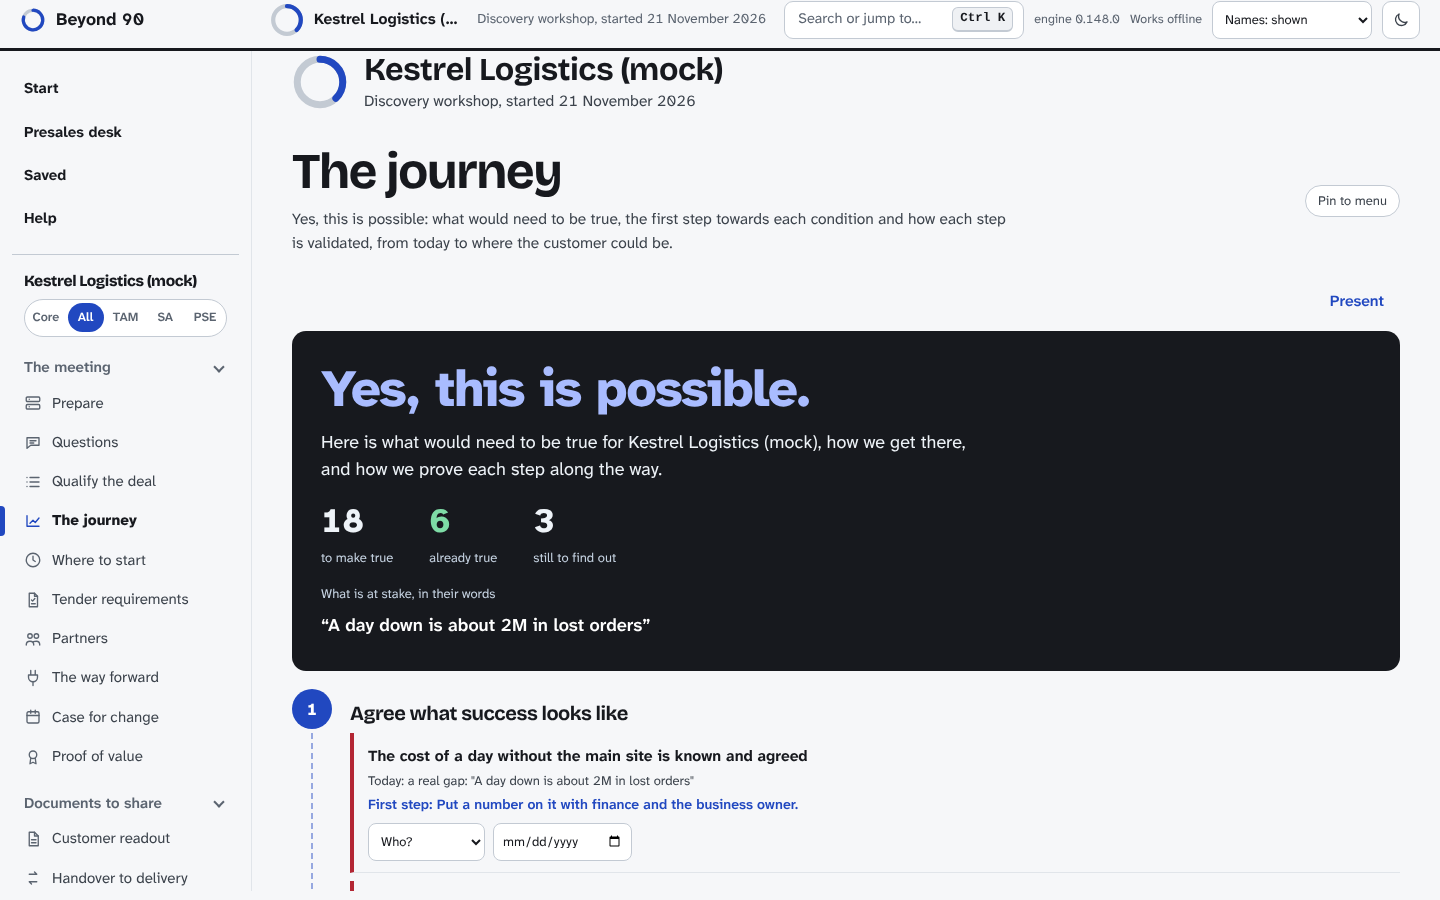 Beyond 90
Kestrel Logistics (...
Discovery workshop, started 21 November 2026
Search or jump to...
Ctrl K
engine 0.148.0
Works offline
Names: shown
Start
Presales desk
Saved
Help
Kestrel Logistics (mock)
Core All TAM SA PSE
The meeting
Prepare
Questions
Qualify the deal
The journey
Where to start
Tender requirements
Partners
The way forward
Case for change
Proof of value
Documents to share
Customer readout
Handover to delivery
Kestrel Logistics (mock)
Discovery workshop, started 21 November 2026
The journey
Yes, this is possible: what would need to be true, the first step towards each condition and how each step
is validated, from today to where the customer could be.
Pin to menu
Present
Yes, this is possible.
Here is what would need to be true for Kestrel Logistics (mock), how we get there,
and how we prove each step along the way.
18 6 3
to make true already true still to find out
What is at stake, in their words
“A day down is about 2M in lost orders”
1
Agree what success looks like
The cost of a day without the main site is known and agreed
Today: a real gap: "A day down is about 2M in lost orders"
First step: Put a number on it with finance and the business owner.
Who? mm/dd/yyyy